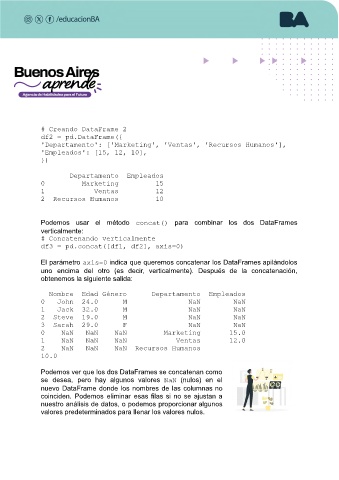 /educacionBA
BA
Buenos Aires
aprende
Agencia de Habilidades para el Futuro
# Creando DataFrame 2
df2 = pd.DataFrame({
'Departamento': ['Marketing', 'Ventas', 'Recursos Humanos'],
'Empleados': [15, 12, 10],
})
Departamento Empleados
0 Marketing 15
1 Ventas 12
2 Recursos Humanos 10
Podemos usar el método concat() para combinar los dos DataFrames
verticalmente:
# Concatenando verticalmente
df3 = pd.concat([df1, df2], axis=0)
El parámetro axis=0 indica que queremos concatenar los DataFrames apilándolos
uno encima del otro (es decir, verticalmente). Después de la concatenación,
obtenemos la siguiente salida:
Nombre Edad Género Departamento Empleados
0 John 24.0 M NaN NaN
1 Jack 32.0 M NaN NaN
2 Steve 19.0 M NaN NaN
3 Sarah 29.0 F NaN NaN
0 NaN NaN NaN Marketing 15.0
1 NaN NaN NaN Ventas 12.0
2 NaN NaN NaN Recursos Humanos
10.0
Podemos ver que los dos DataFrames se concatenan como
se desea, pero hay algunos valores NaN (nulos) en el
nuevo DataFrame donde los nombres de las columnas no
coinciden. Podemos eliminar esas filas si no se ajustan a
nuestro análisis de datos, o podemos proporcionar algunos
valores predeterminados para llenar los valores nulos.